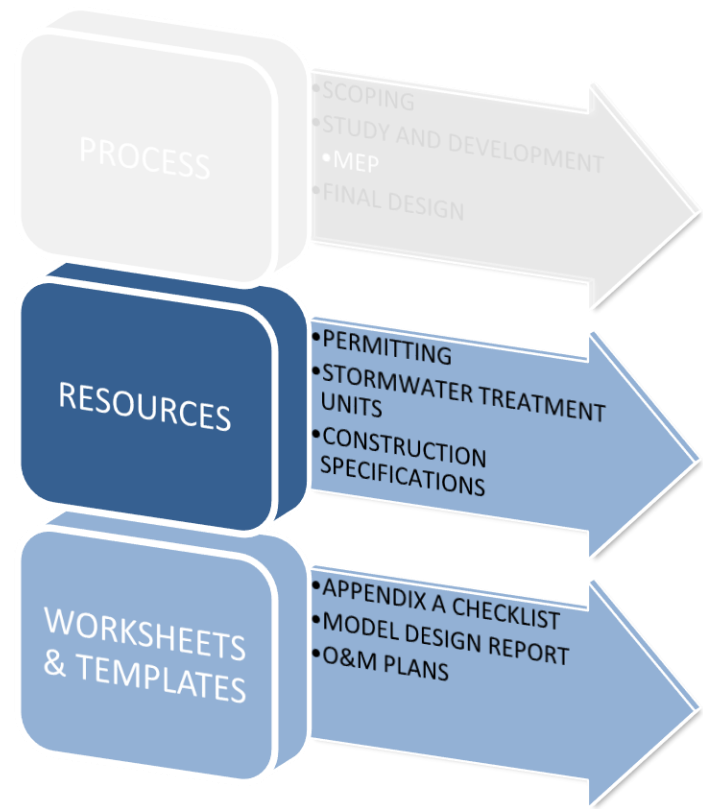 PROCESS
•SCOPING
•STUDY AND DEVELOPMENT
•MEP
•FINAL DESIGN
RESOURCES
•PERMITTING
•STORMWATER TREATMENT
UNITS
•CONSTRUCTION
SPECIFICATIONS
WORKSHEETS
& TEMPLATES
•APPENDIX A CHECKLIST
•MODEL DESIGN REPORT
•O&M PLANS